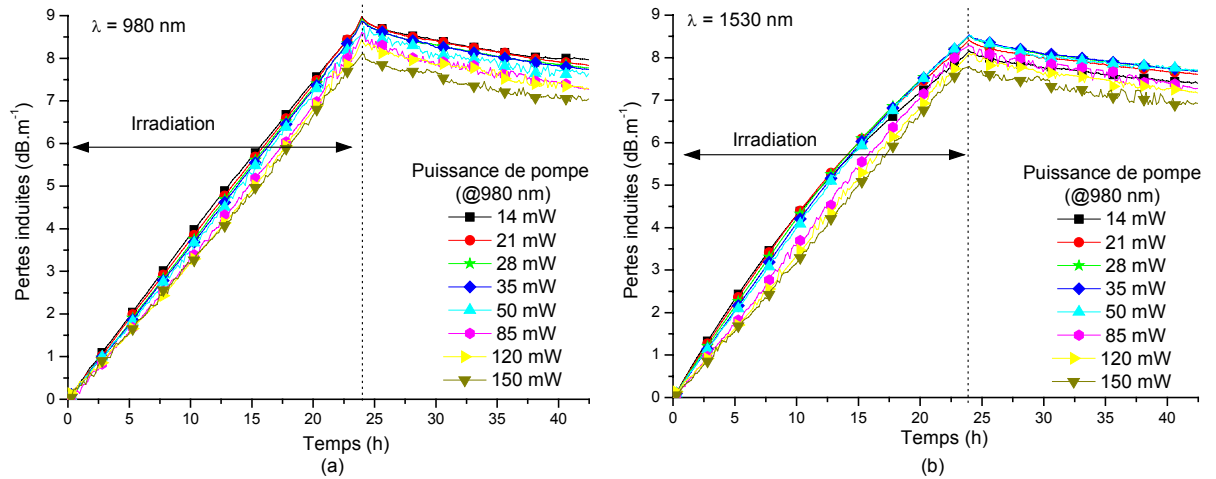 λ = 980 nm
9
8
7
6
5
4
3
2
1
0
Pertes induites (dB.m⁻¹)
Irradiation
Puissance de pompe
(@980 nm)
14 mW
21 mW
28 mW
35 mW
50 mW
85 mW
120 mW
150 mW
0 5 10 15 20 25 30 35 40
Temps (h)
(a)
λ = 1530 nm
9
8
7
6
5
4
3
2
1
0
Pertes induites (dB.m⁻¹)
Irradiation
Puissance de pompe
(@980 nm)
14 mW
21 mW
28 mW
35 mW
50 mW
85 mW
120 mW
150 mW
0 5 10 15 20 25 30 35 40
Temps (h)
(b)